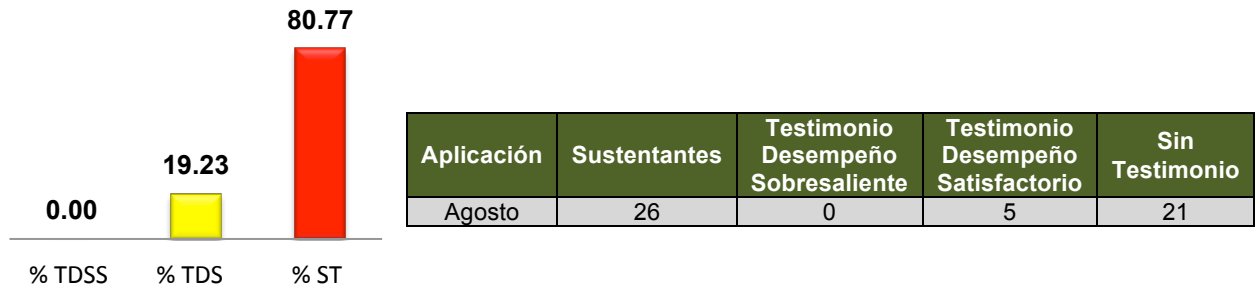 80.77
19.23
0.00
% TDSS % TDS % ST
Aplicación Sustentantes Testimonio Desempeño Sobresaliente Testimonio Desempeño Satisfactorio Sin Testimonio
Agosto 26 0 5 21